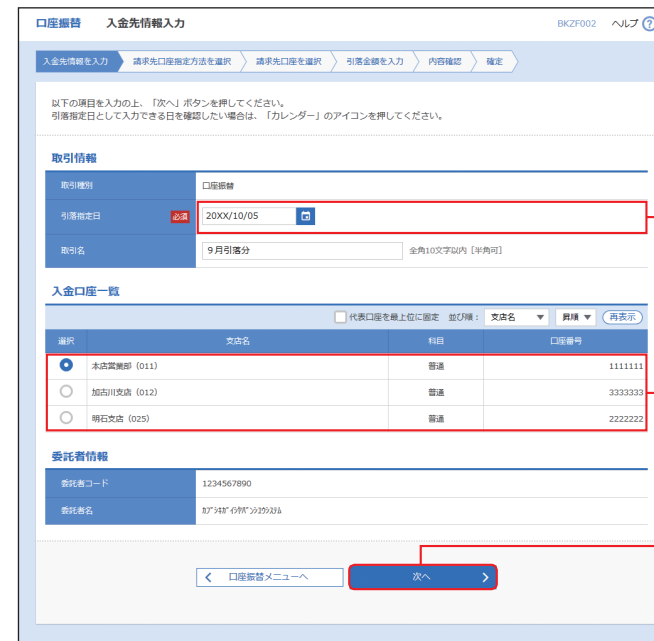 口座振替 入金先情報入力 BKZF002 ヘルプ ?
入金先情報を入力 請求先口座指定方法を選択 請求先口座を選択 引落金額を入力 内容確認 確定
以下の項目を入力の上、「次へ」ボタンを押してください。
引落指定日として入力できる日を確認したい場合は、「カレンダー」のアイコンを押してください。
取引情報
取引種別 口座振替
引落指定日 必須 20XX/10/05
取引名 9月引落分 全角10文字以内 [半角可]
入金口座一覧
代表口座を最上位に固定 並び順： 支店名 ▼ 昇順 ▼ 再表示
選択 支店名 科目 口座番号
本店営業部 (011) 普通 1111111
加古川支店 (012) 普通 3333333
明石支店 (025) 普通 2222222
委託者情報
委託者コード 1234567890
委託者名
口座振替メニューへ 次へ